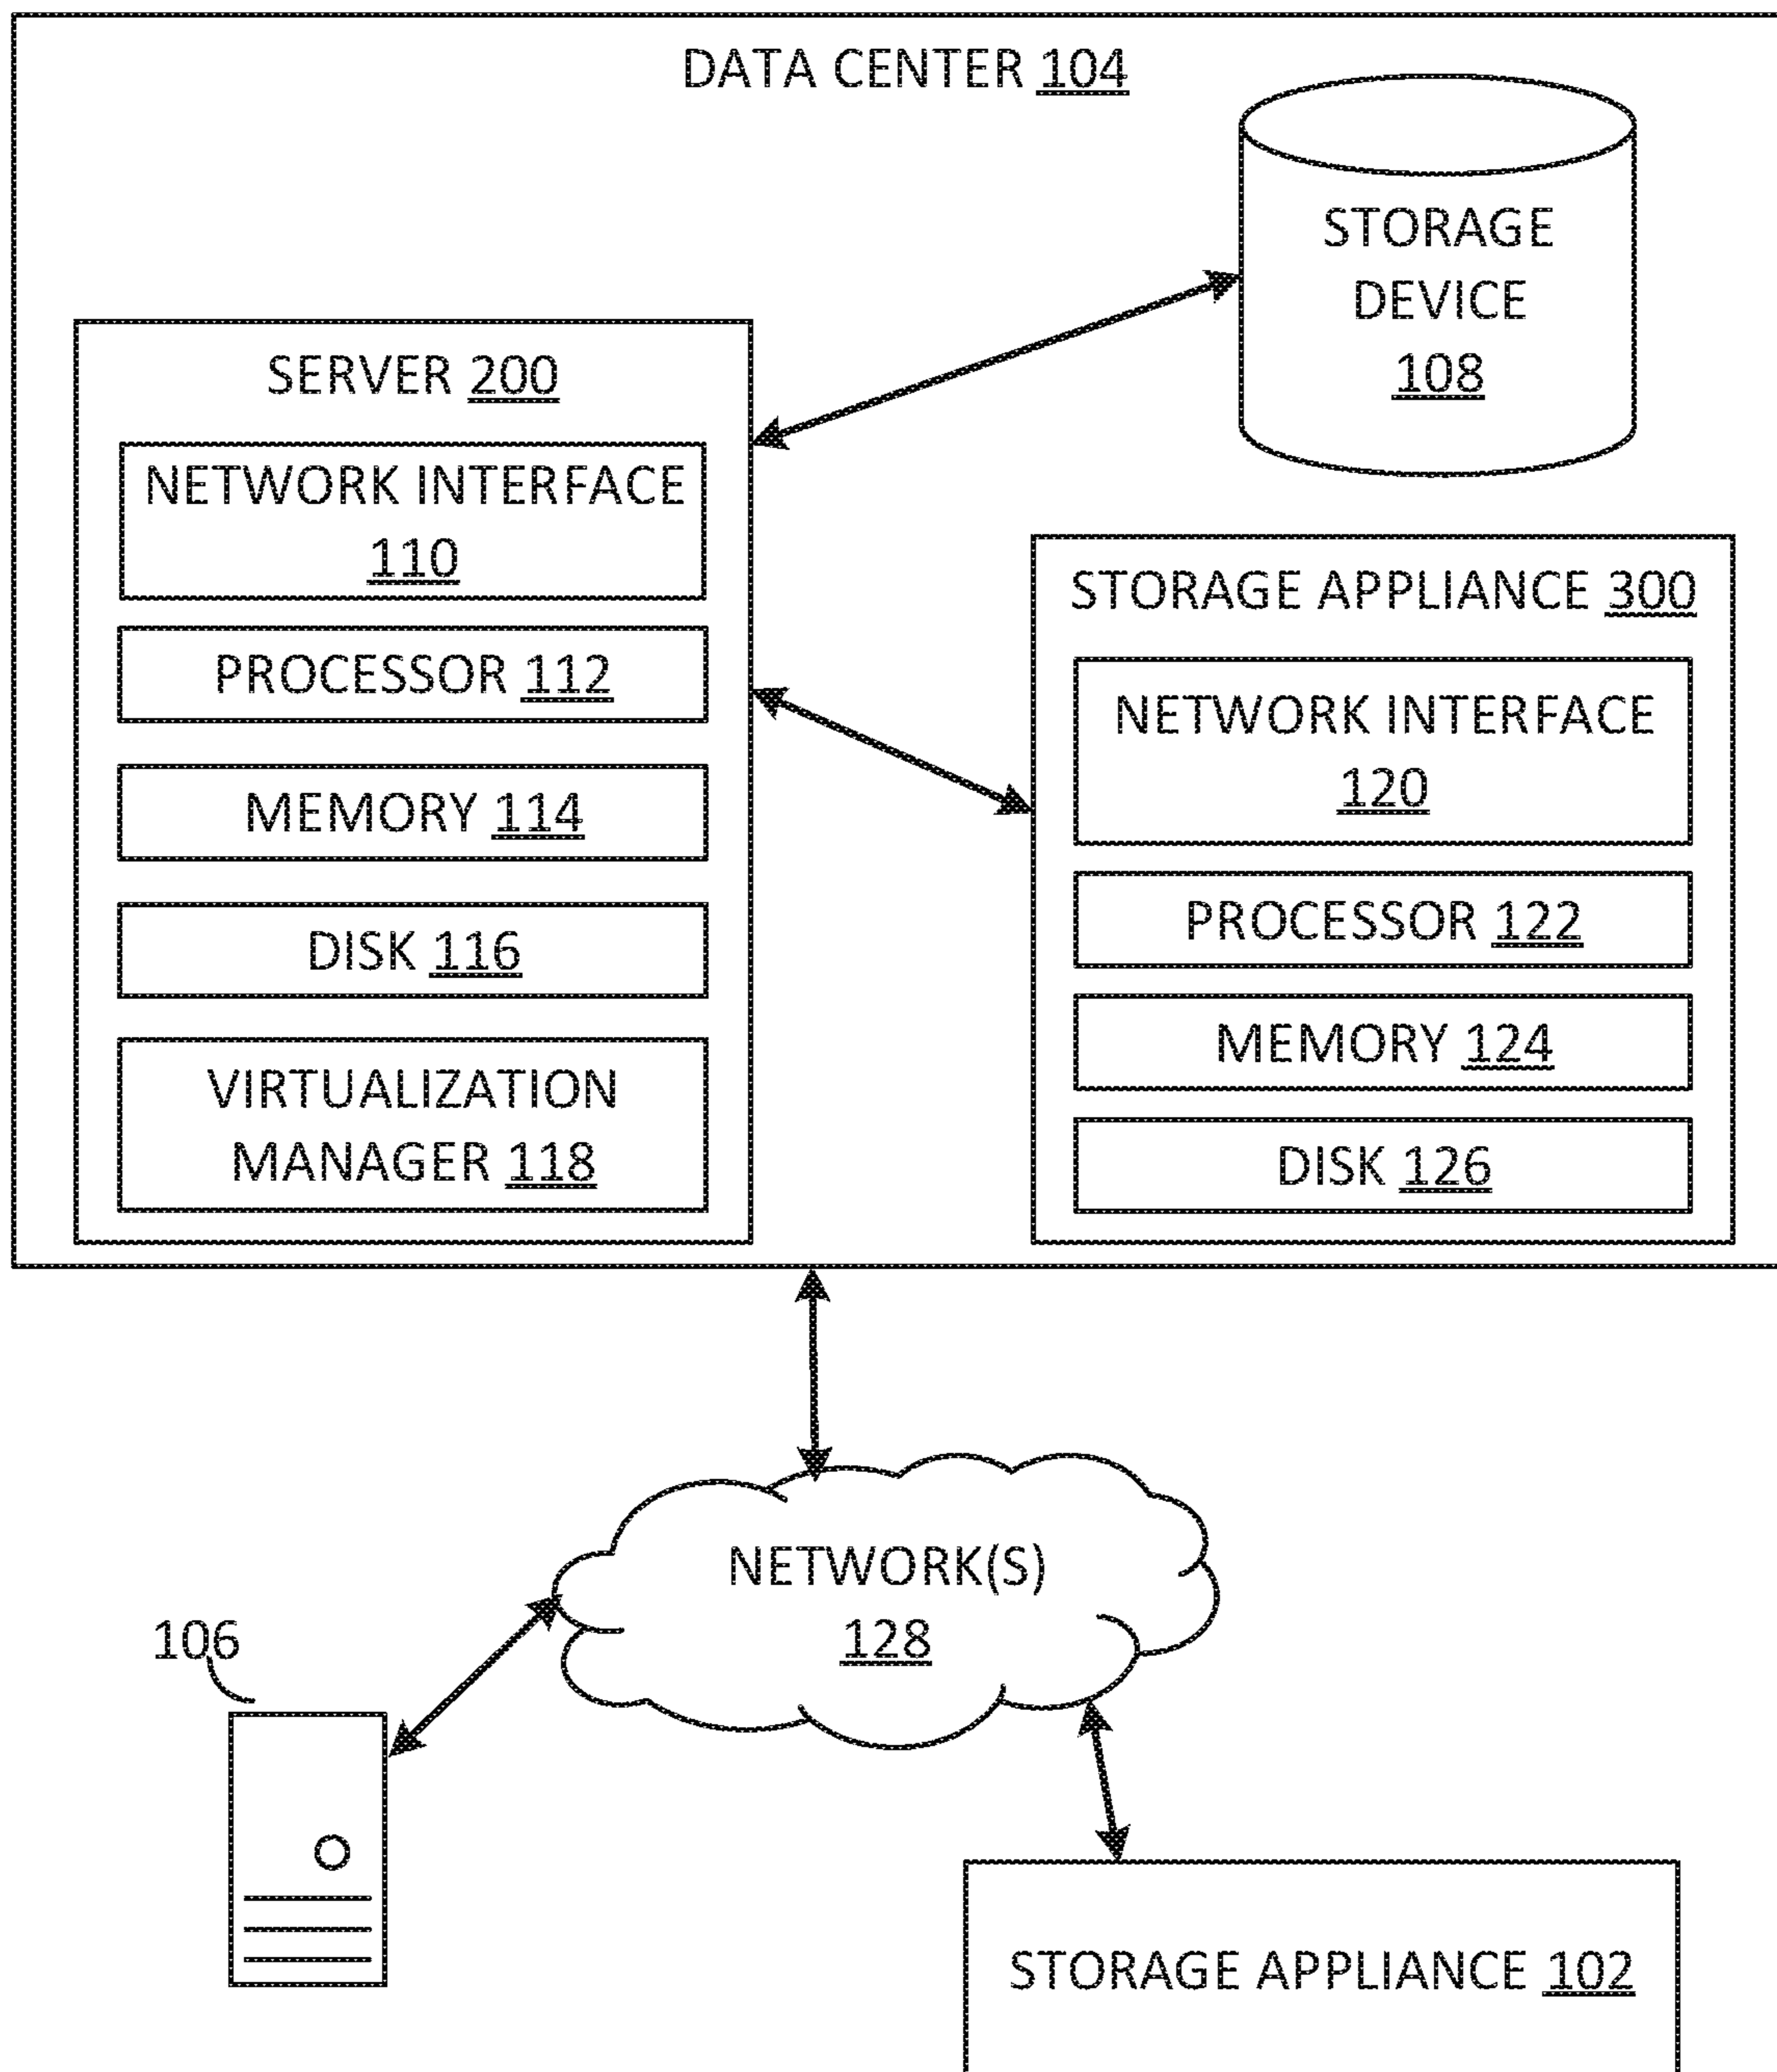 DATA CENTER 104
STORAGE
DEVICE
108
SERVER 200
NETWORK INTERFACE
110
PROCESSOR 112
MEMORY 114
DISK 116
VIRTUALIZATION
MANAGER 118
STORAGE APPLIANCE 300
NETWORK INTERFACE
120
PROCESSOR 122
MEMORY 124
DISK 126
NETWORK(S)
128
106
STORAGE APPLIANCE 102